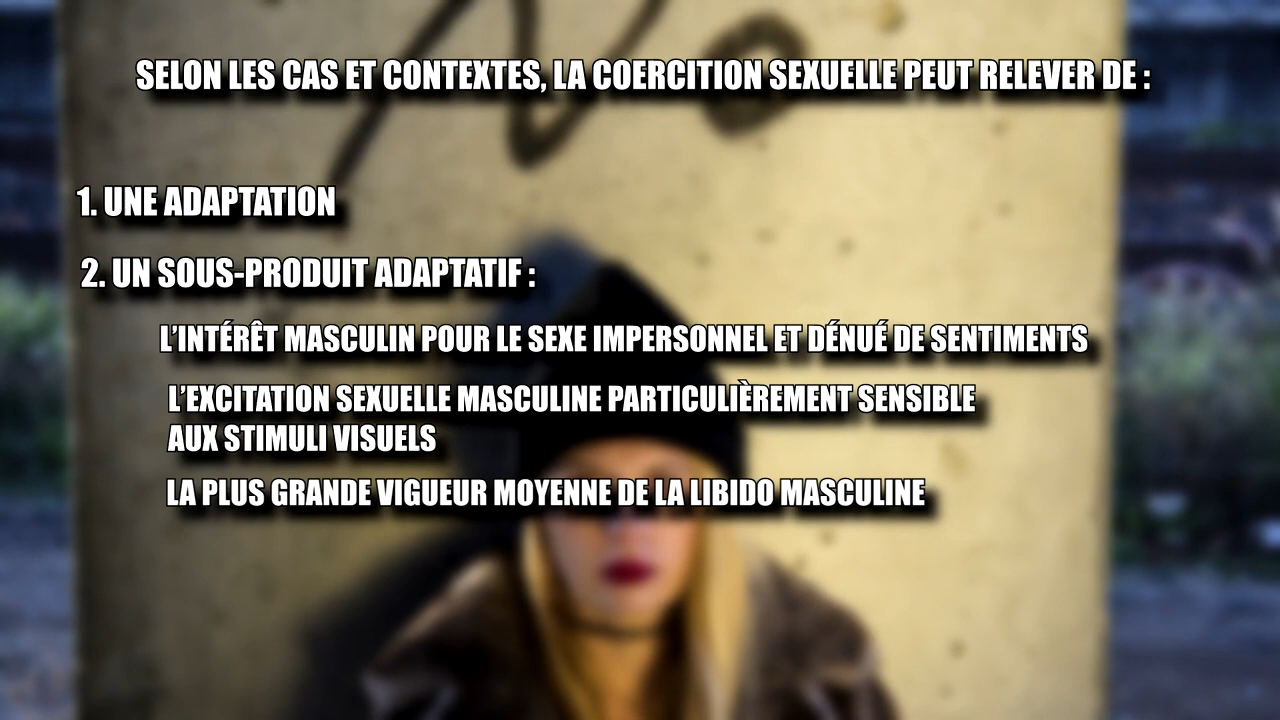 No
SELON LES CAS ET CONTEXTES, LA COERCITION SEXUELLE PEUT RELEVER DE :
1. UNE ADAPTATION
2. UN SOUS-PRODUIT ADAPTATIF :
L'INTÉRÊT MASCULIN POUR LE SEXE IMPERSONNEL ET DÉNUÉ DE SENTIMENTS
L'EXCITATION SEXUELLE MASCULINE PARTICULIÈREMENT SENSIBLE
AUX STIMULI VISUELS
LA PLUS GRANDE VIGUEUR MOYENNE DE LA LIBIDO MASCULINE